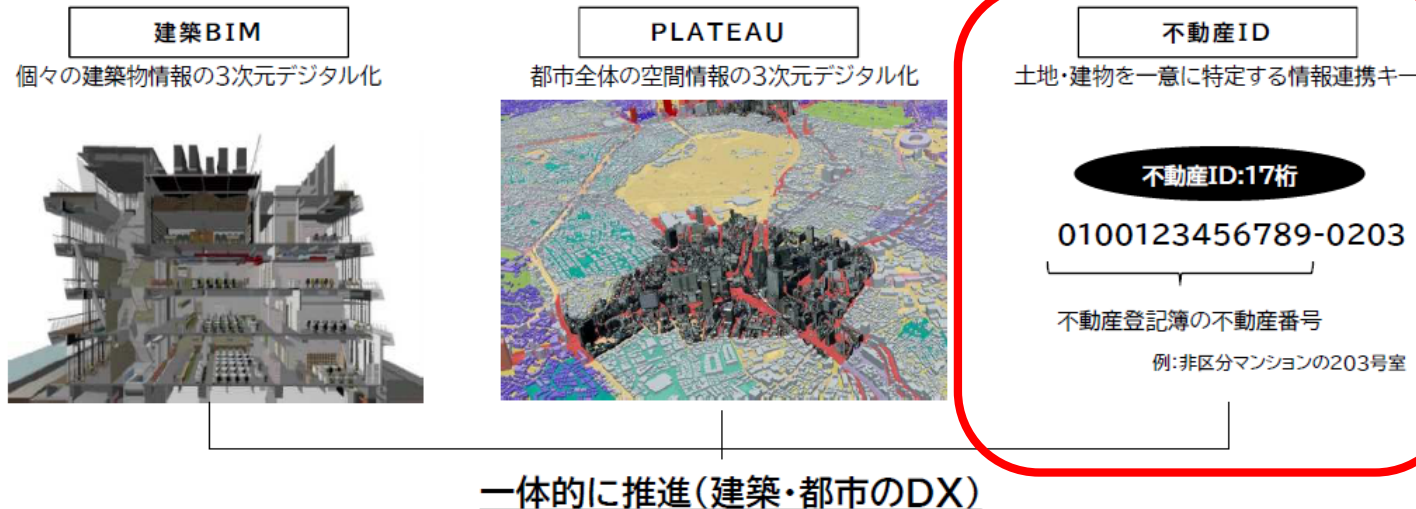 建築BIM
個々の建築物情報の3次元デジタル化
PLATEAU
都市全体の空間情報の3次元デジタル化
不動産ID
土地・建物を一意に特定する情報連携キー
不動産ID:17桁
0100123456789-0203
不動産登記簿の不動産番号
例:非区分マンションの203号室
一体的に推進(建築・都市のDX)